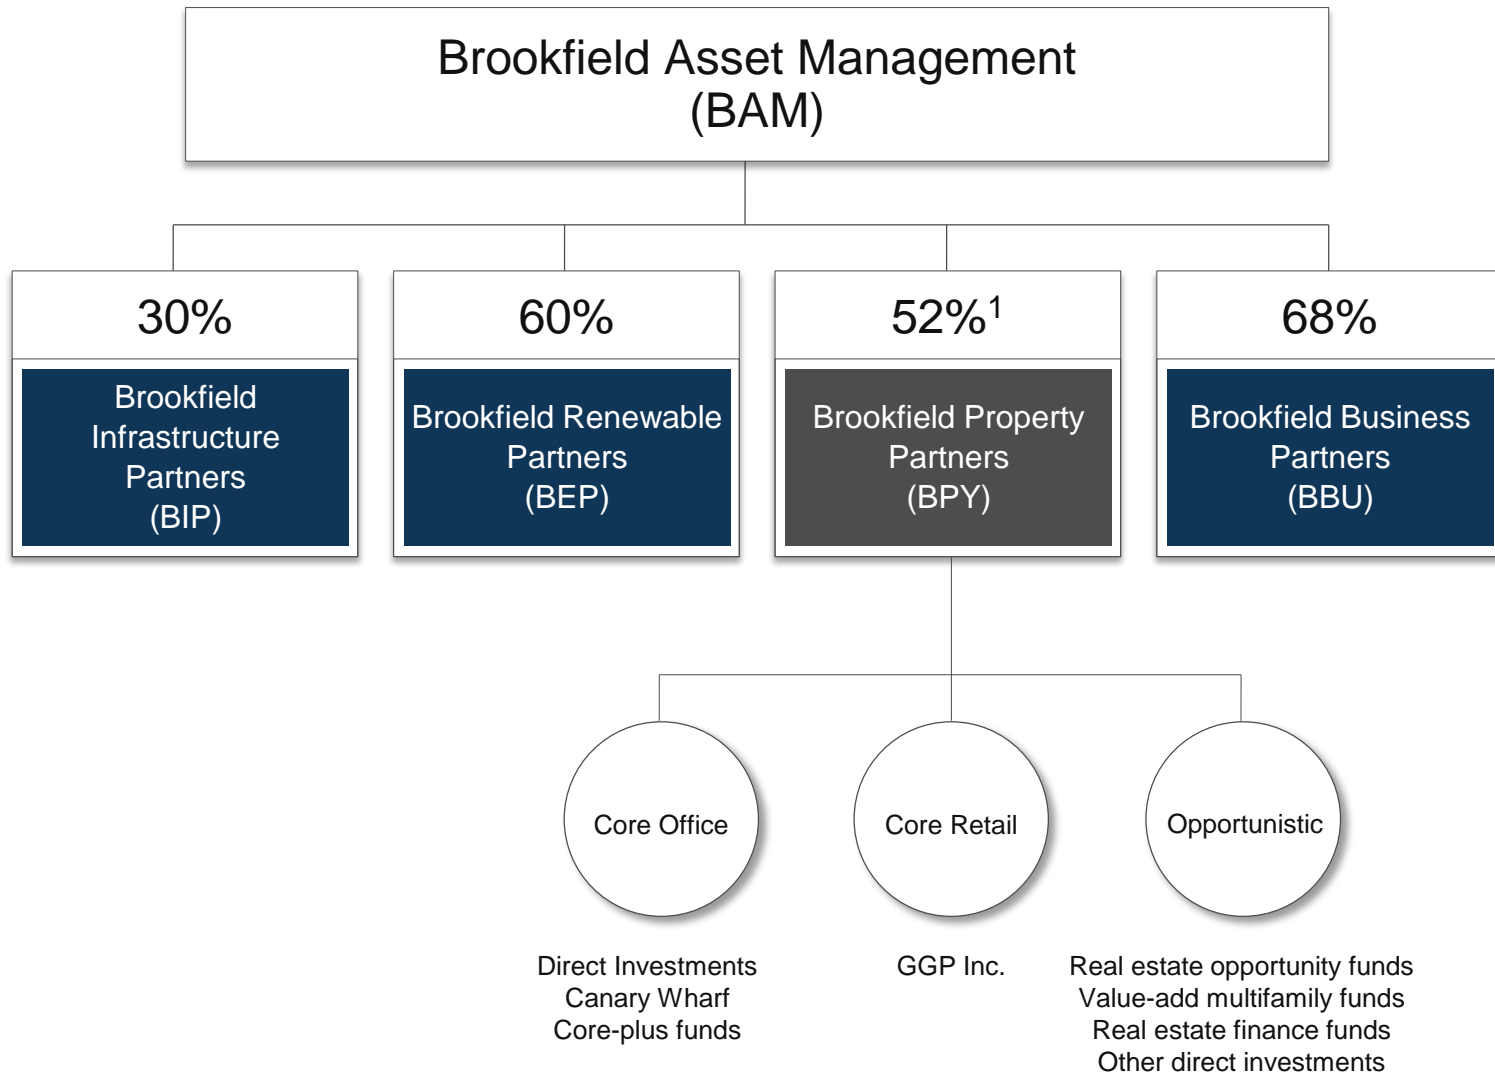 Brookfield Asset Management
(BAM)
30%
60%
52%¹
68%
Brookfield
Infrastructure
Partners
(BIP)
Brookfield Renewable
Partners
(BEP)
Brookfield Property
Partners
(BPY)
Brookfield Business
Partners
(BBU)
Core Office
Core Retail
Opportunistic
Direct Investments
Canary Wharf
Core-plus funds
GGP Inc.
Real estate opportunity funds
Value-add multifamily funds
Real estate finance funds
Other direct investments